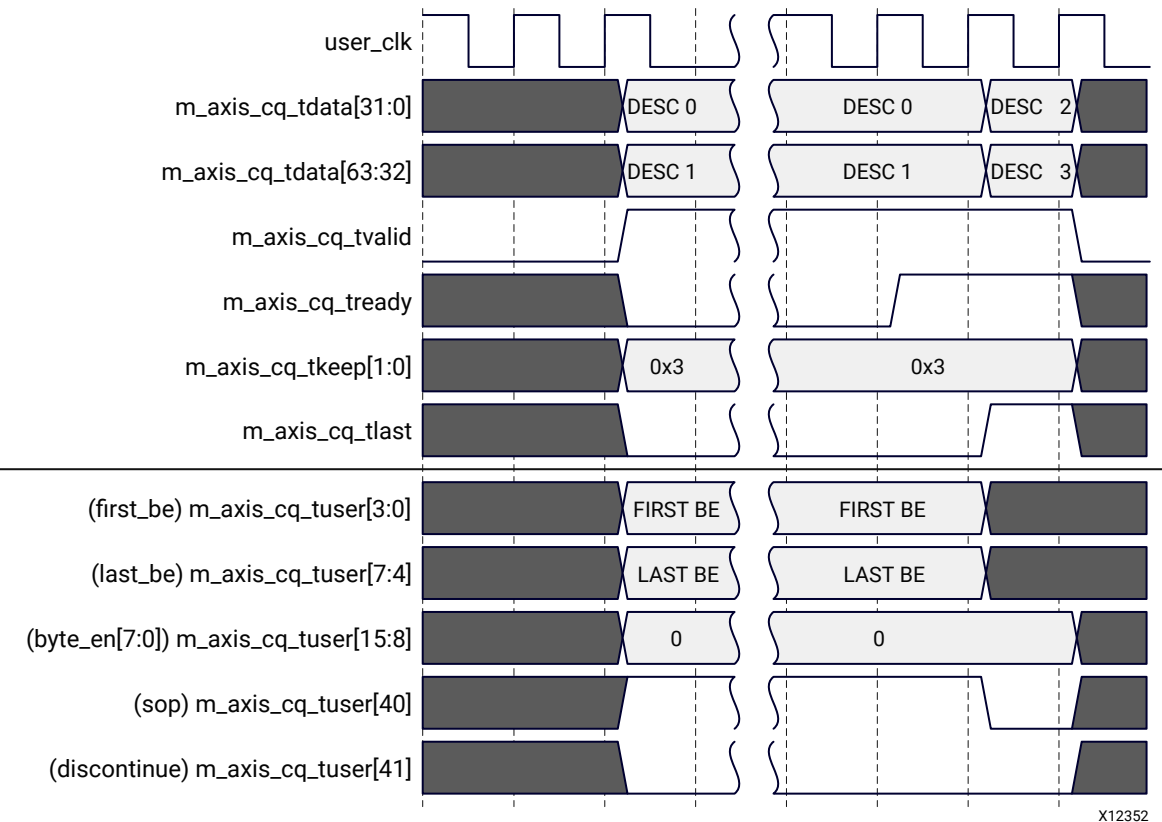 user_clk
m_axis_cq_tdata[31:0] DESC 0 DESC 0 DESC 2
m_axis_cq_tdata[63:32] DESC 1 DESC 1 DESC 3
m_axis_cq_tvalid
m_axis_cq_tready
m_axis_cq_tkeep[1:0] 0x3 0x3
m_axis_cq_tlast
(first_be) m_axis_cq_tuser[3:0] FIRST BE FIRST BE
(last_be) m_axis_cq_tuser[7:4] LAST BE LAST BE
(byte_en[7:0]) m_axis_cq_tuser[15:8] 0 0
(sop) m_axis_cq_tuser[40]
(discontinue) m_axis_cq_tuser[41]
X12352